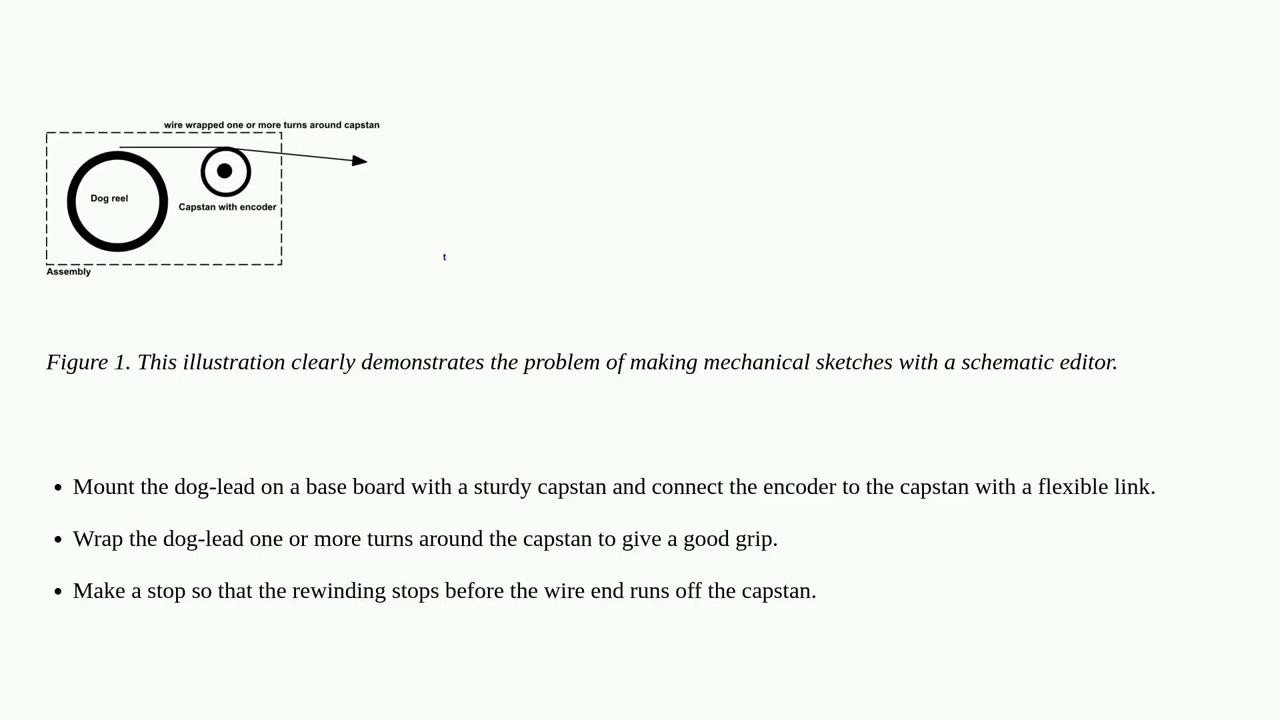 wire wrapped one or more turns around capstan
Dog reel
Capstan with encoder
t
Assembly
Figure 1. This illustration clearly demonstrates the problem of making mechanical sketches with a schematic editor.
• Mount the dog-lead on a base board with a sturdy capstan and connect the encoder to the capstan with a flexible link.
• Wrap the dog-lead one or more turns around the capstan to give a good grip.
• Make a stop so that the rewinding stops before the wire end runs off the capstan.